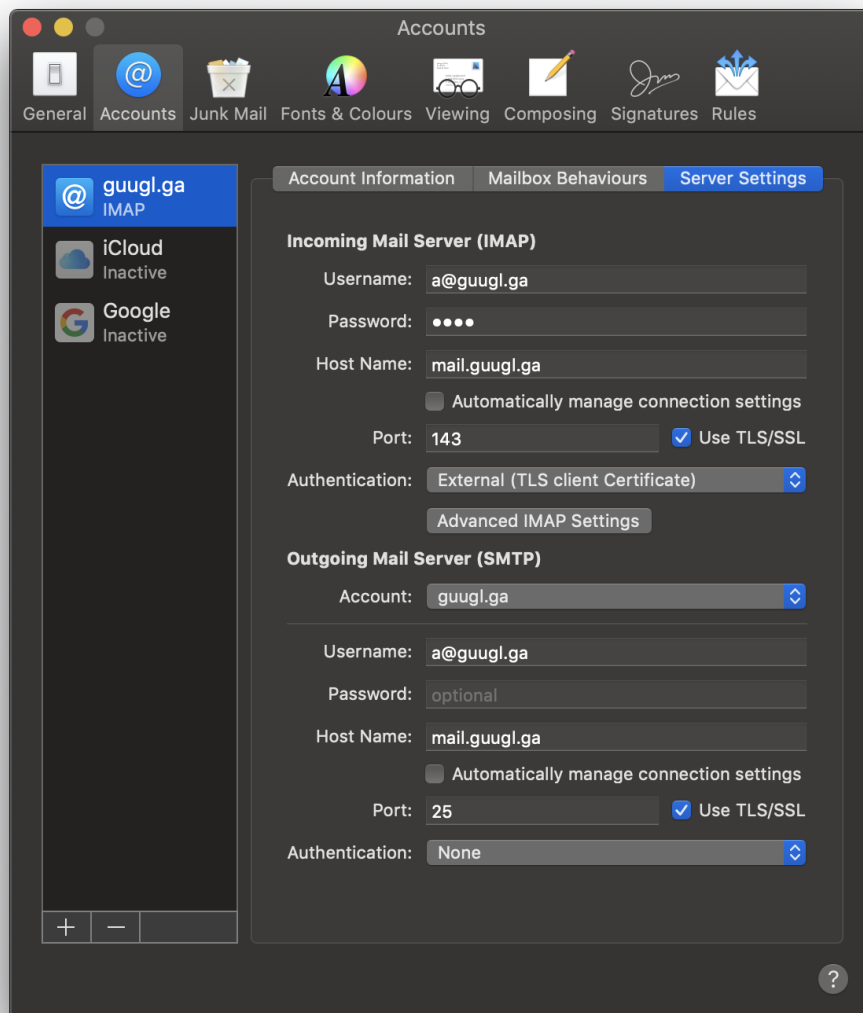 Accounts
General Accounts Junk Mail Fonts & Colours Viewing Composing Signatures Rules
guugl.ga
IMAP
iCloud
Inactive
Google
Inactive
Account Information Mailbox Behaviours Server Settings
Incoming Mail Server (IMAP)
Username: a@guugl.ga
Password: ••••
Host Name: mail.guugl.ga
Automatically manage connection settings
Port: 143 Use TLS/SSL
Authentication: External (TLS client Certificate)
Advanced IMAP Settings
Outgoing Mail Server (SMTP)
Account: guugl.ga
Username: a@guugl.ga
Password: optional
Host Name: mail.guugl.ga
Automatically manage connection settings
Port: 25 Use TLS/SSL
Authentication: None
?